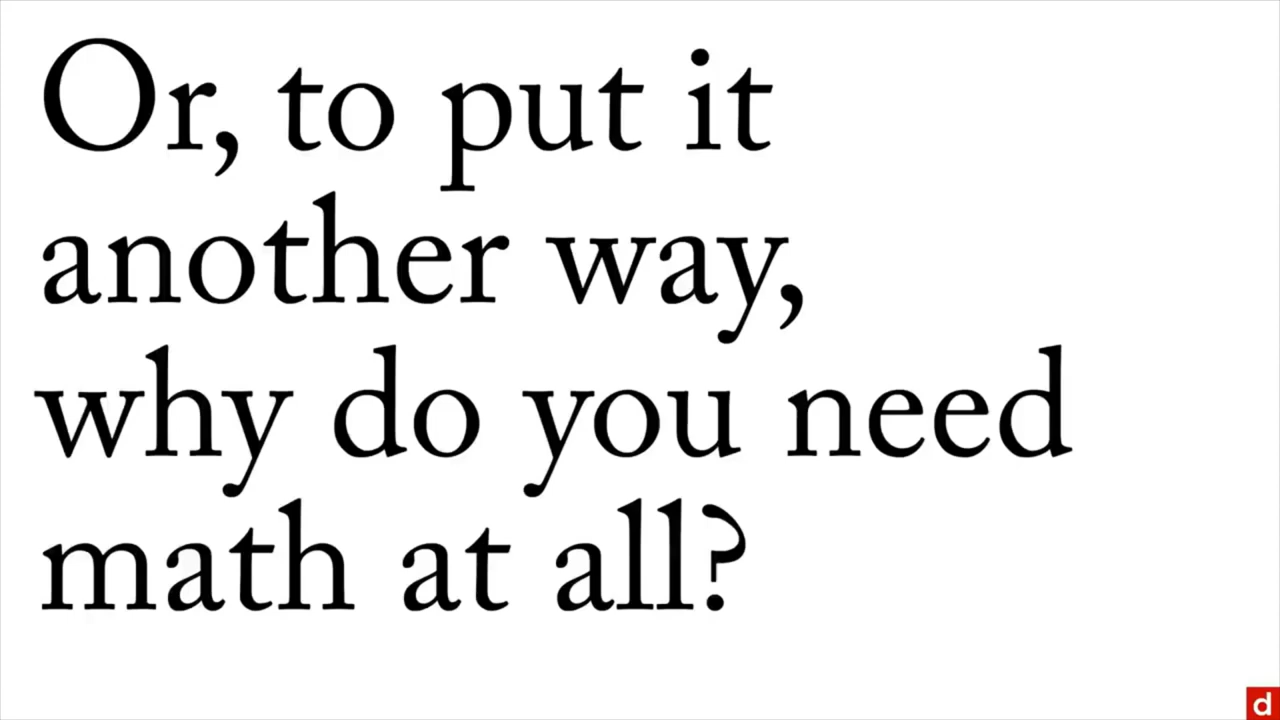 Or, to put it
another way,
why do you need
math at all?
d